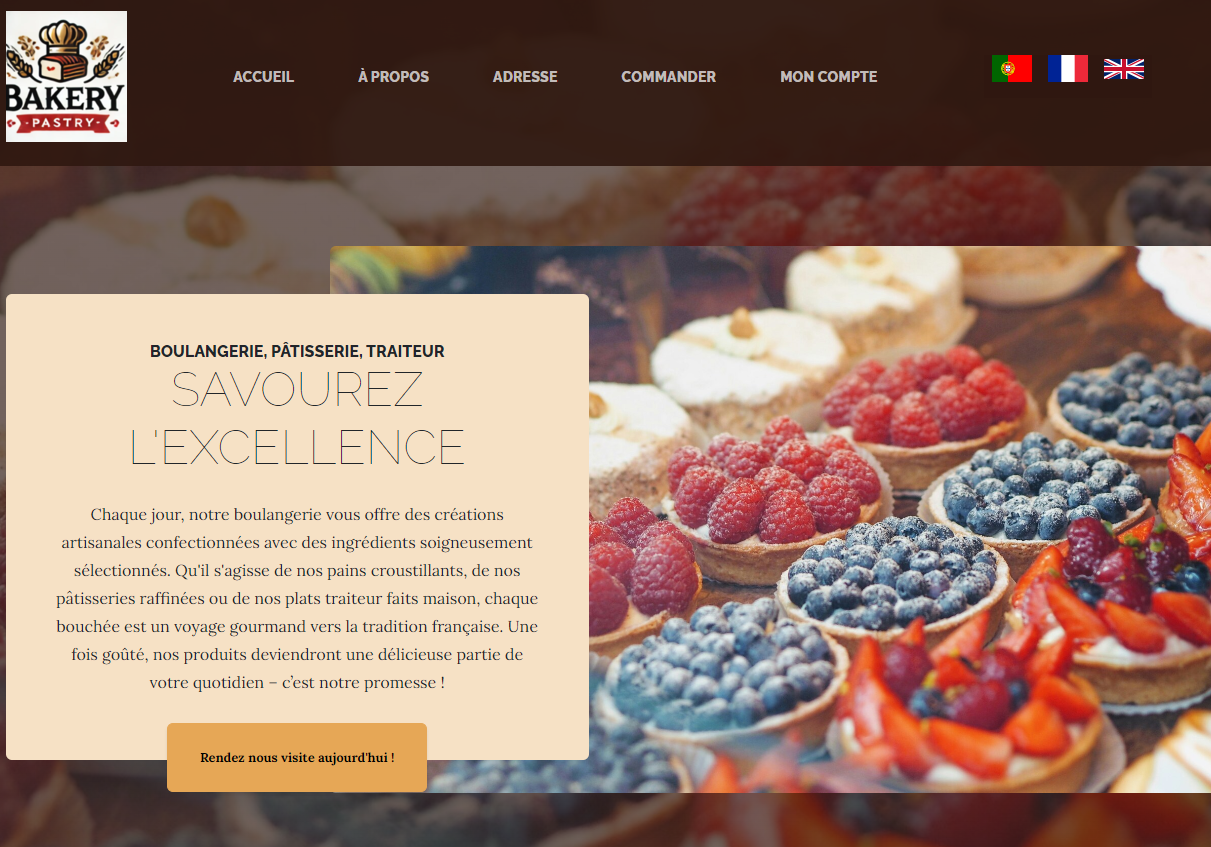 BAKERY
PASTRY
ACCUEIL
À PROPOS
ADRESSE
COMMANDER
MON COMPTE
BOULANGERIE, PÂTISSERIE, TRAITEUR
SAVOUREZ
L'EXCELLENCE
Chaque jour, notre boulangerie vous offre des créations
artisanales confectionnées avec des ingrédients soigneusement
sélectionnés. Qu'il s'agisse de nos pains croustillants, de nos
pâtisseries raffinées ou de nos plats traiteur faits maison, chaque
bouchée est un voyage gourmand vers la tradition française. Une
fois goûté, nos produits deviendront une délicieuse partie de
votre quotidien – c’est notre promesse !
Rendez nous visite aujourd'hui !